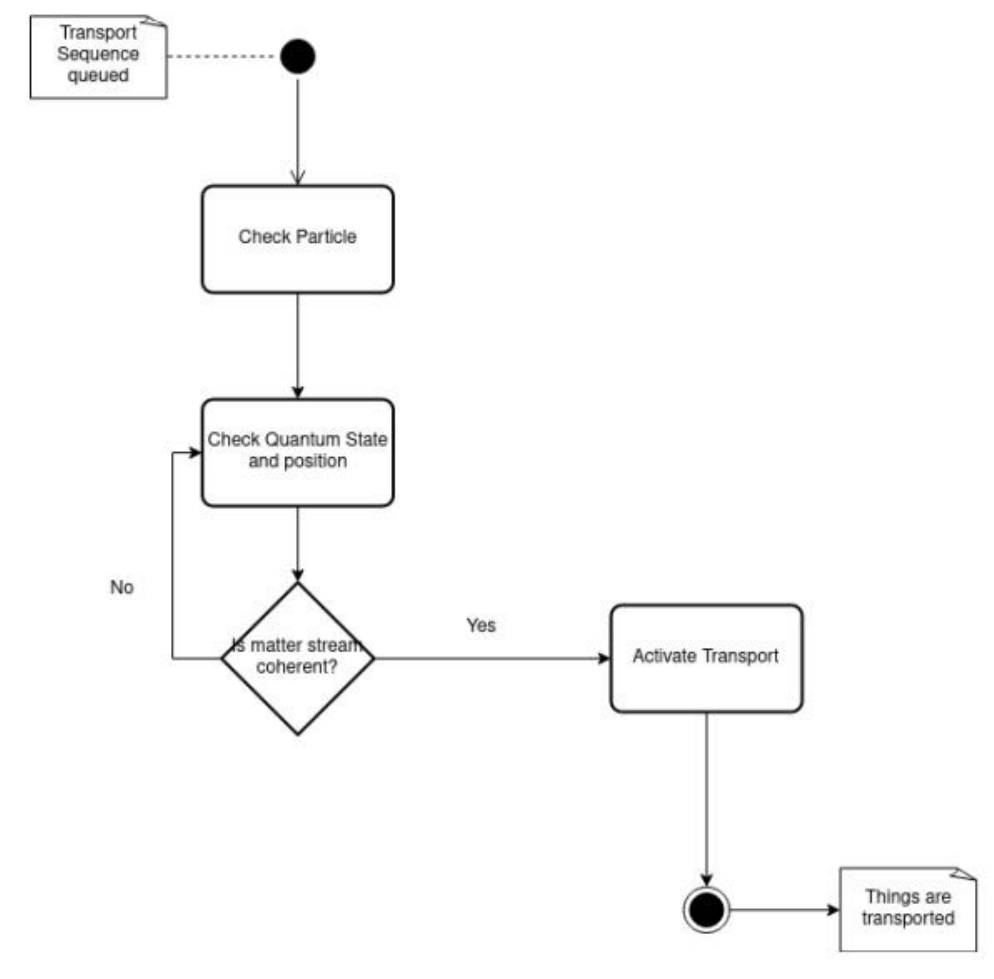 Transport
Sequence
queued
Check Particle
Check Quantum State
and position
No
Is matter stream
coherent?
Yes
Activate Transport
Things are
transported